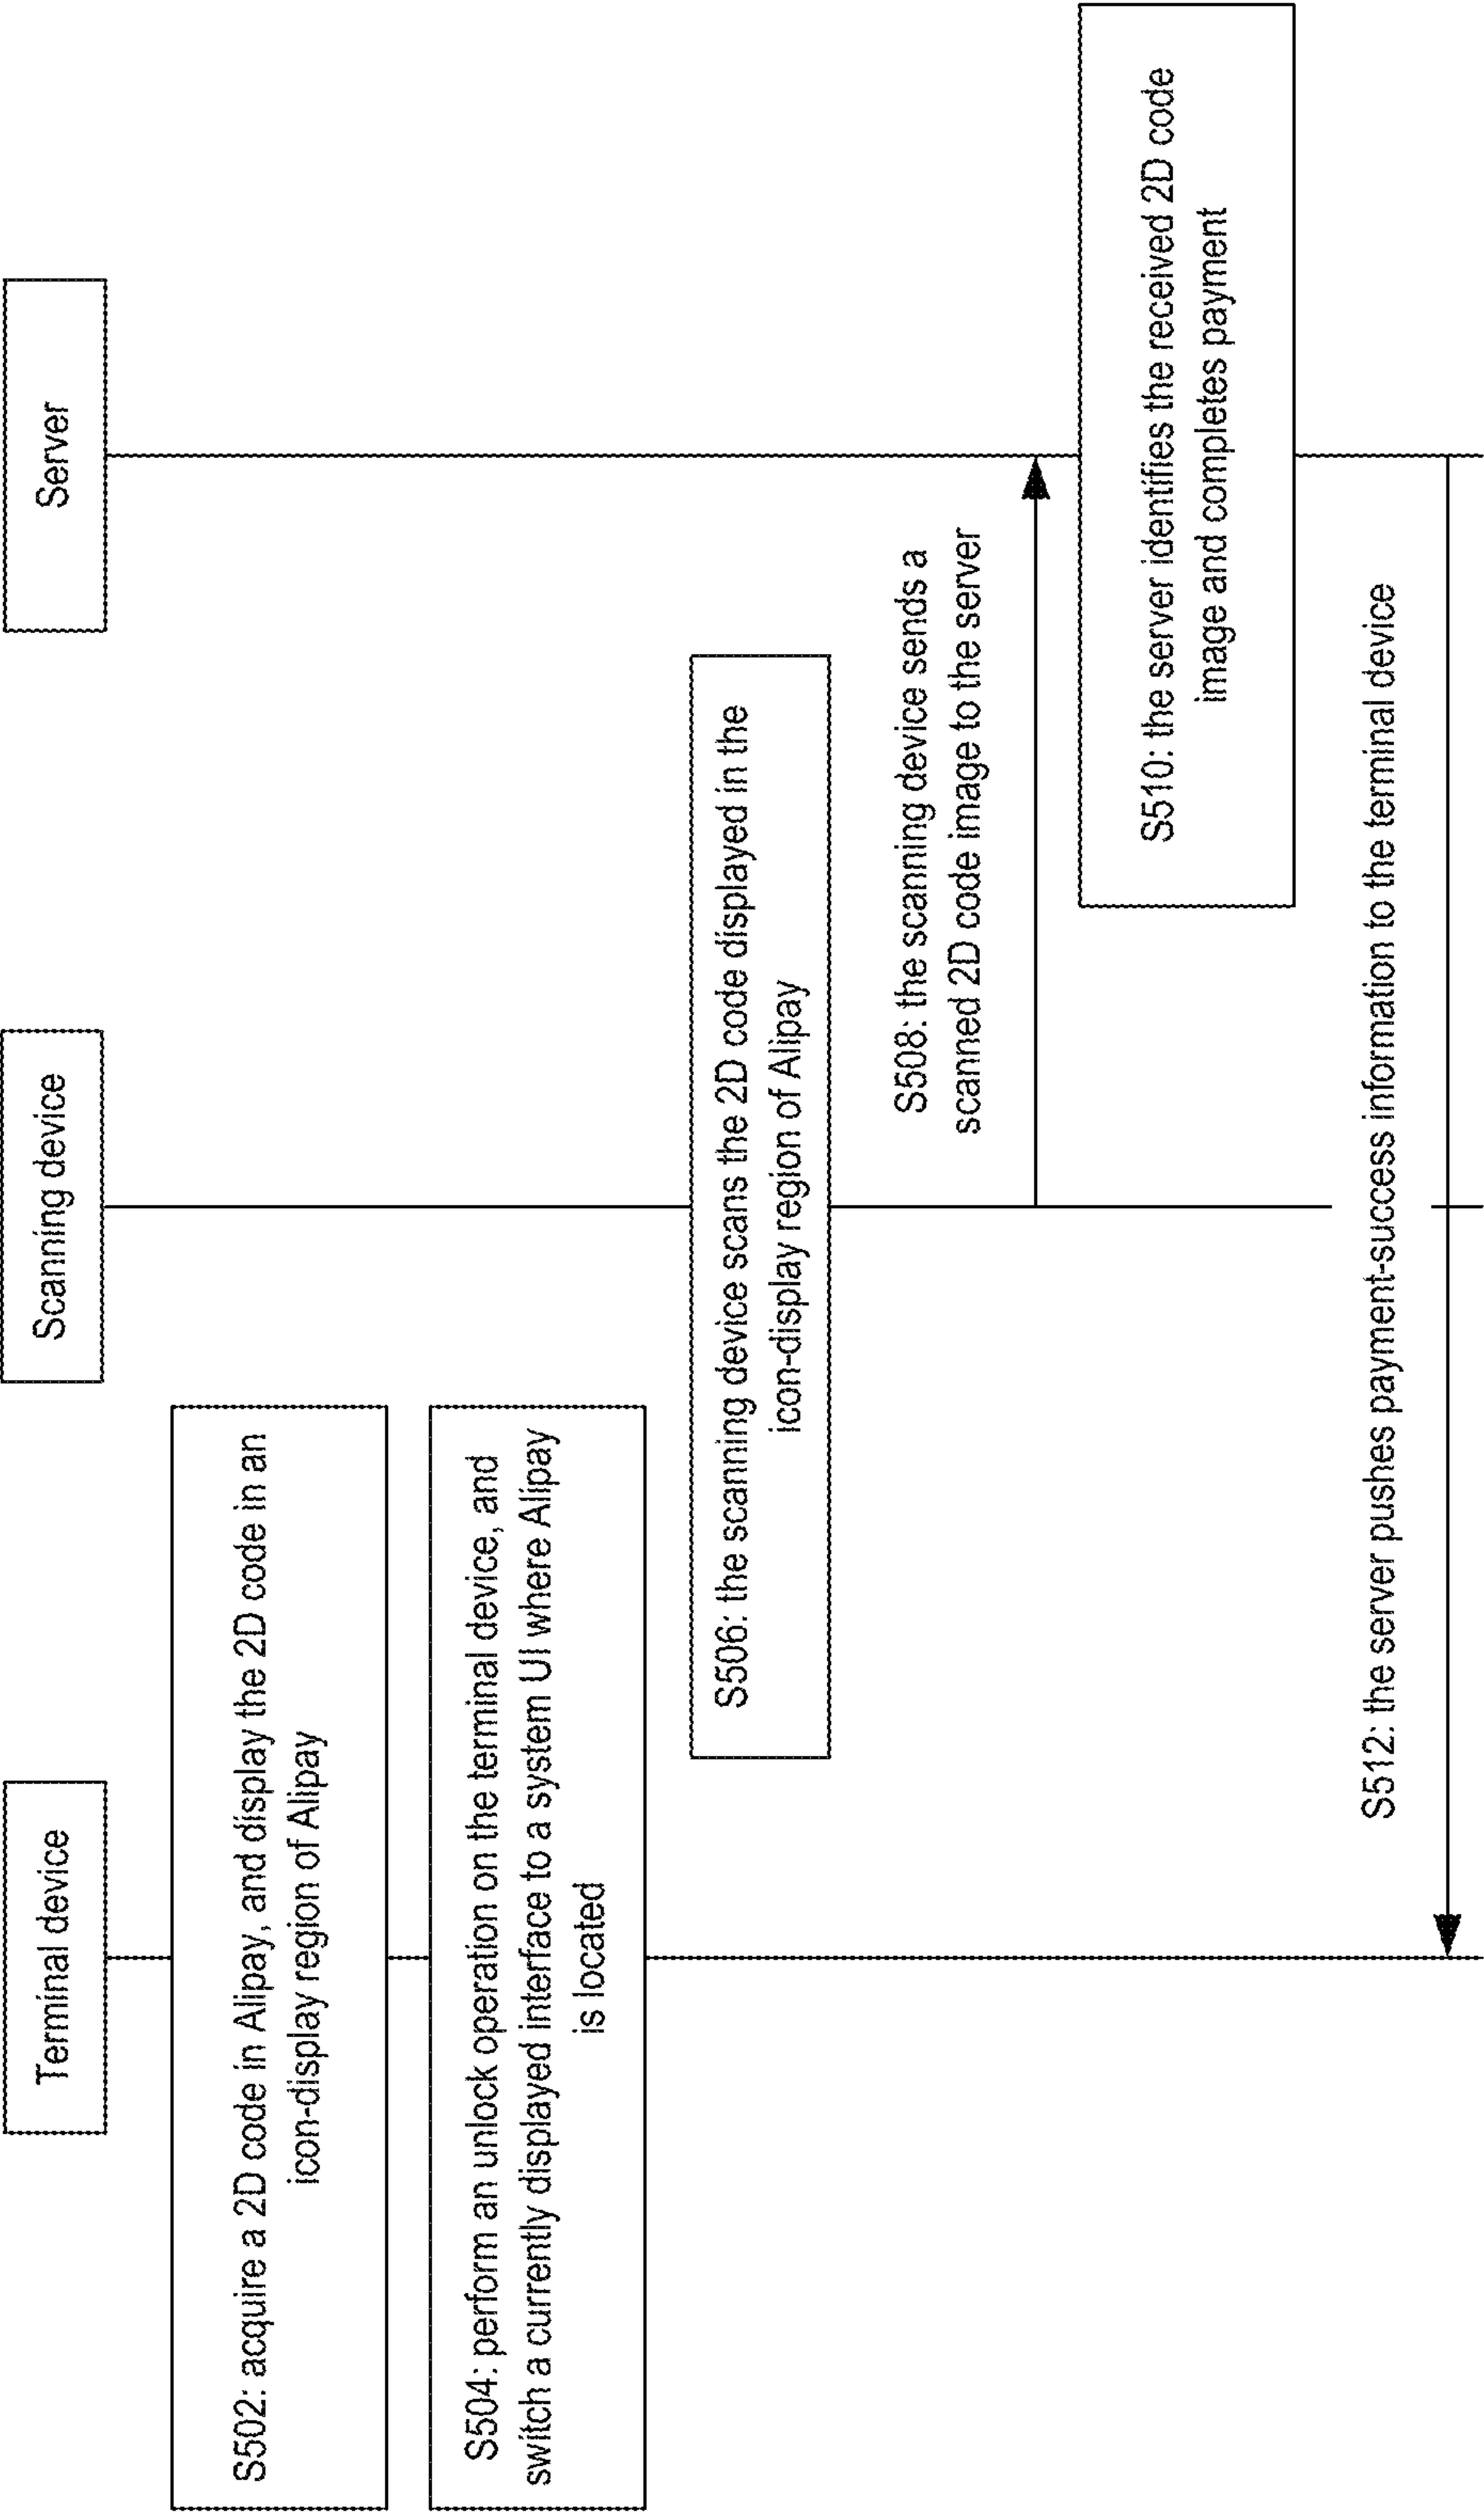 Terminal device
Scanning device
Server
S502: acquire a 2D code in Alipay, and display the 2D code in an
icon-display region of Alipay
S504: perform an unlock operation on the terminal device, and
switch a currently displayed interface to a system UI where Alipay
is located
S506: the scanning device scans the 2D code displayed in the
icon-display region of Alipay
S508: the scanning device sends a
scanned 2D code image to the server
S510: the server identifies the received 2D code
image and completes payment
S512: the server pushes payment-success information to the terminal device